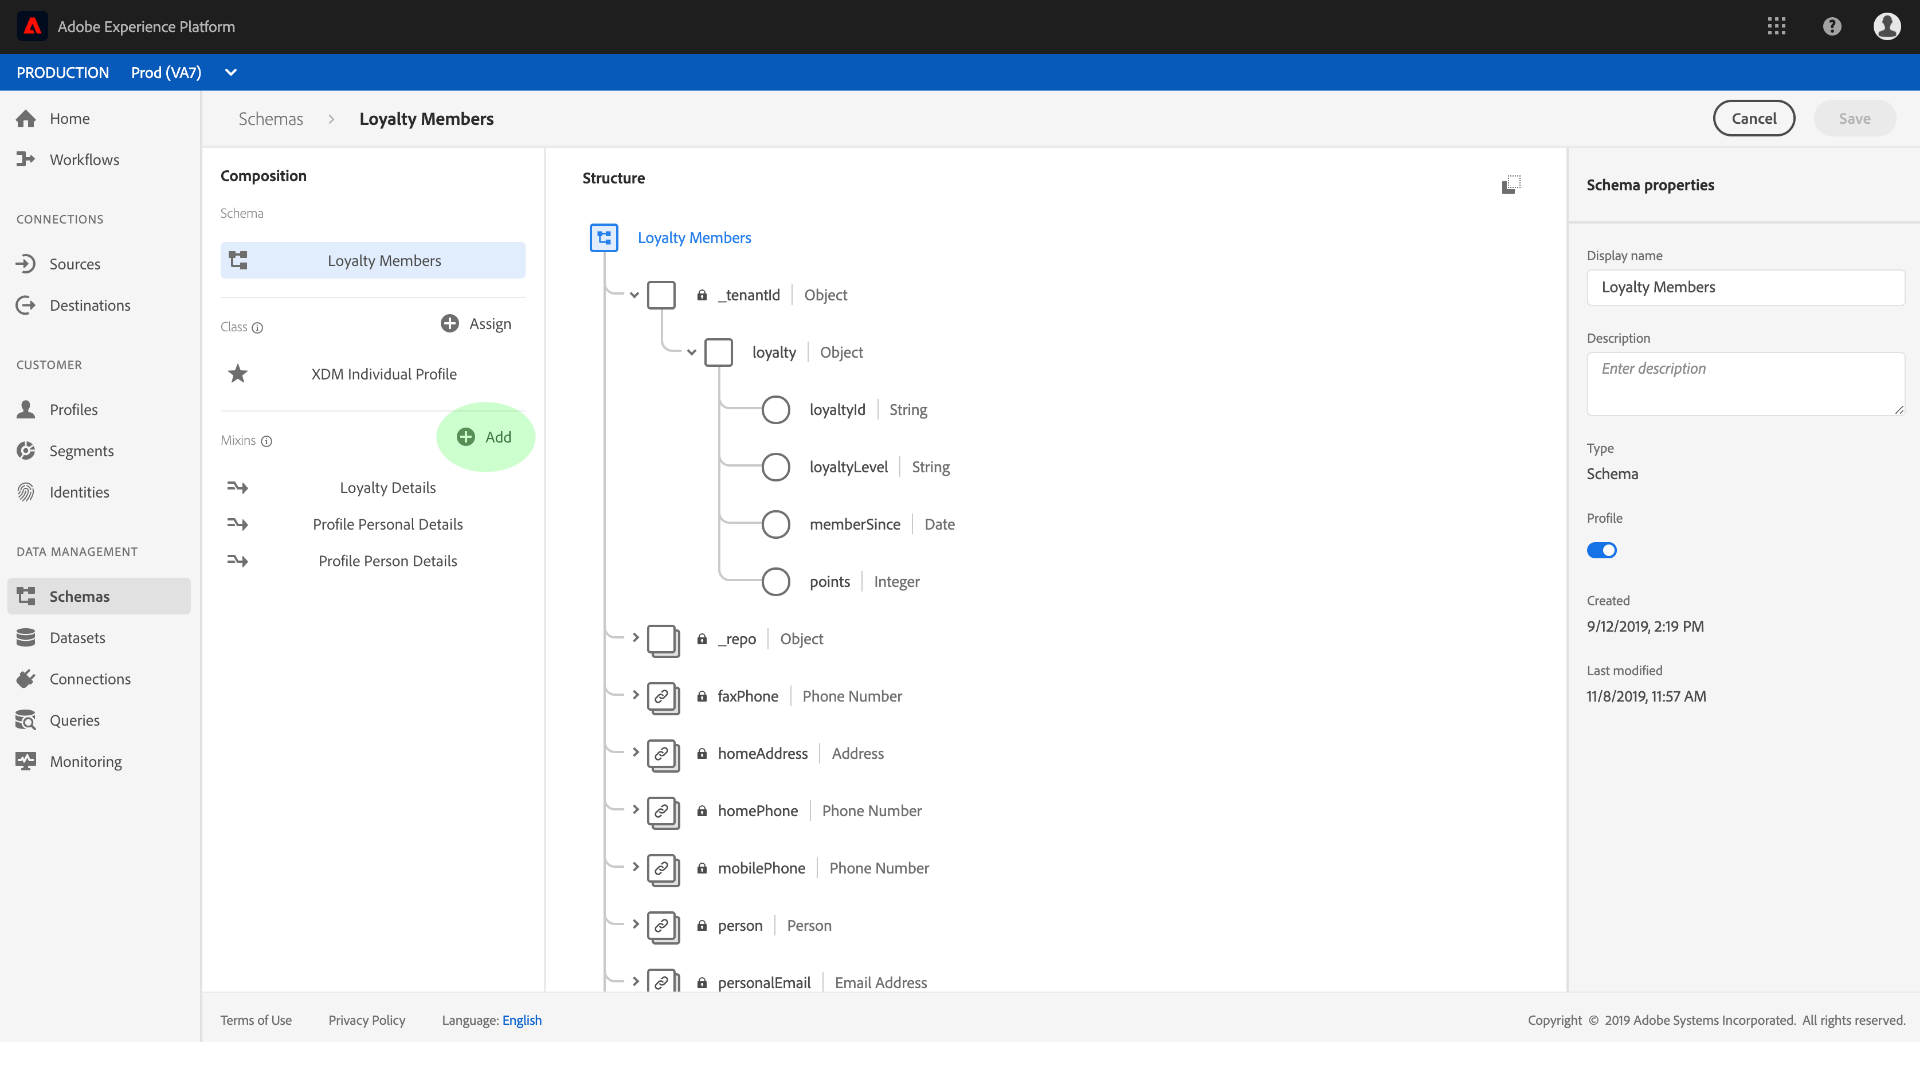 Adobe Experience Platform
PRODUCTION Prod (VA7)
Home
Workflows
CONNECTIONS
Sources
Destinations
CUSTOMER
Profiles
Segments
Identities
DATA MANAGEMENT
Schemas
Datasets
Connections
Queries
Monitoring
Schemas Loyalty Members
Cancel
Save
Composition
Schema
Loyalty Members
Class
Assign
XDM Individual Profile
Mixins
Add
Loyalty Details
Profile Personal Details
Profile Person Details
Structure
Loyalty Members
_tenantId Object
loyalty Object
loyaltyId String
loyaltyLevel String
memberSince Date
points Integer
_repo Object
faxPhone Phone Number
homeAddress Address
homePhone Phone Number
mobilePhone Phone Number
person Person
personalEmail Email Address
Schema properties
Display name
Loyalty Members
Description
Enter description
Type
Schema
Profile
Created
9/12/2019, 2:19 PM
Last modified
11/8/2019, 11:57 AM
Terms of Use Privacy Policy Language: English
Copyright © 2019 Adobe Systems Incorporated. All rights reserved.